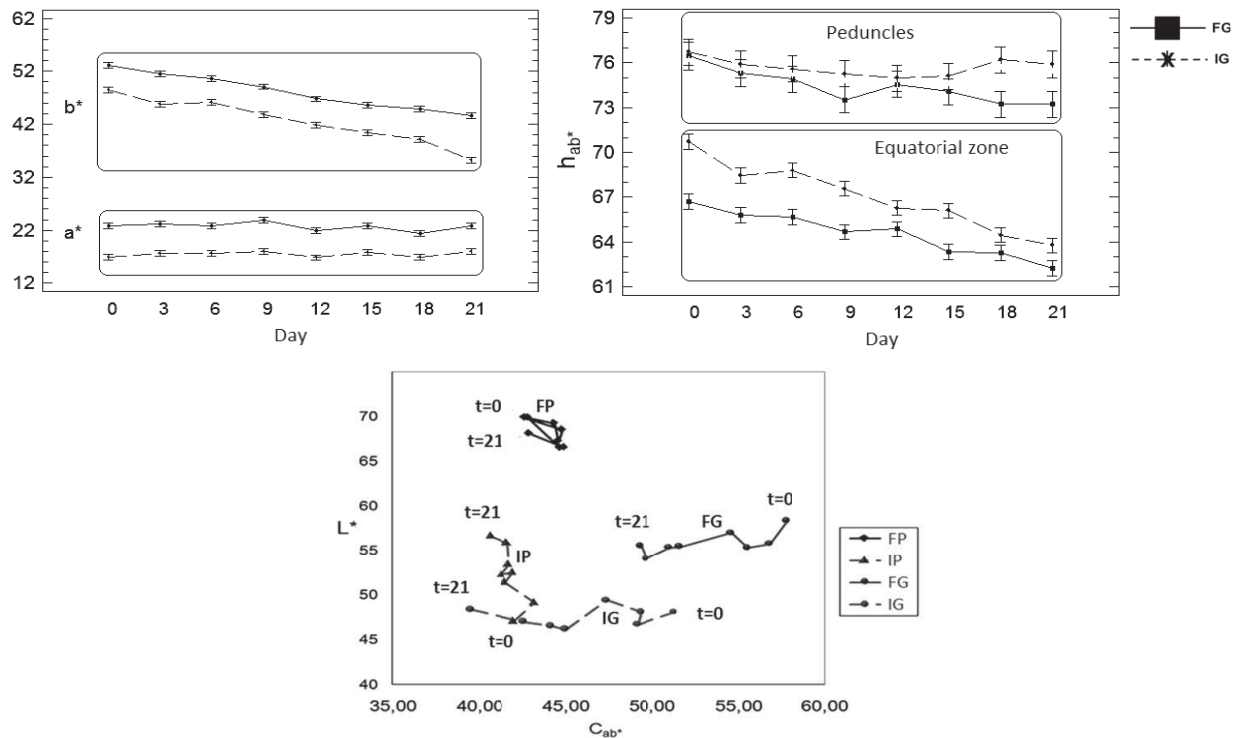 62
52
b*
42
32
a*
22
12
0 3 6 9 12 15 18 21
Day
79
Peduncles
76
73
h_ab*
70
Equatorial zone
67
64
61
0 3 6 9 12 15 18 21
Day
FG
IG
70
65
60
55
L*
50
45
40
t=0 FP
t=21
t=21
IP
t=21
t=0
IG
t=0
t=21
FG
t=0
35,00 40,00 45,00 50,00 55,00 60,00
C_ab*
FP
IP
FG
IG